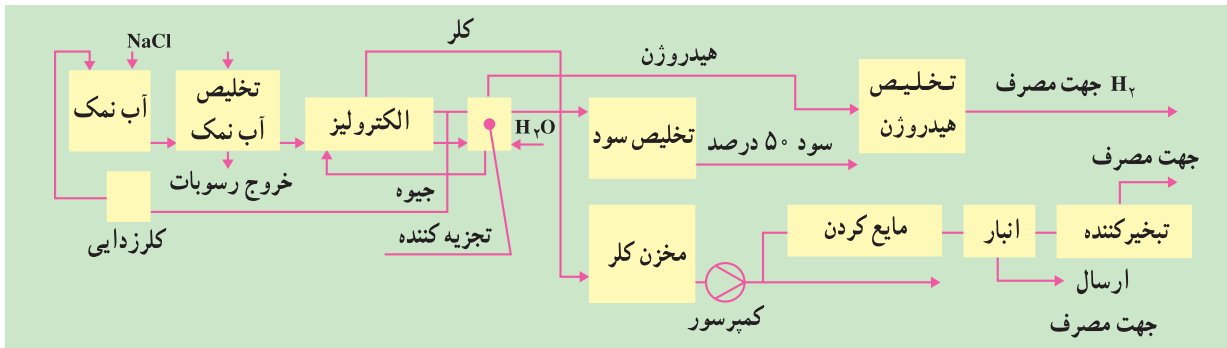 کلر
NaCl
هیدروژن
آب نمک
تخلیص
آب نمک
الکترولیز
H۲O
تخلیص سود
تخلیص
هیدروژن
H۲ جهت مصرف
سود ۵۰ درصد
جهت مصرف
خروج رسوبات
جیوه
کلرزدایی
تجزیه کننده
مخزن کلر
مایع کردن
انبار
تبخیرکننده
کمپرسور
ارسال
جهت مصرف